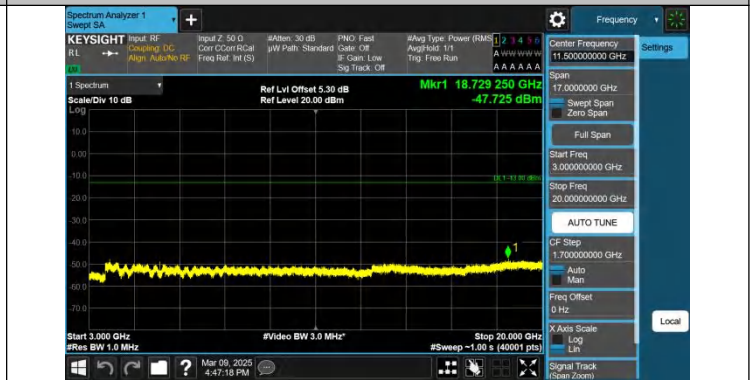 Spectrum Analyzer 1
Swept SA
Frequency
KEYSIGHT
RL
Input: RF
Coupling: DC
Align: Auto/No RF
Input Z: 50 Ω
Corr CCorr RCal
Freq Ref: Int (S)
#Atten: 30 dB
µW Path: Standard
PNO: Fast
Gate: Off
IF Gain: Low
Sig Track: Off
#Avg Type: Power (RMS
Avg|Hold: 1/1
Trig: Free Run
1 2 3 4 5 6
A W W W W W
A A A A A A
1 Spectrum
Scale/Div 10 dB
Log
Ref Lvl Offset 5.30 dB
Ref Level 20.00 dBm
Mkr1 18.729 250 GHz
-47.725 dBm
10.0
0.00
-10.0
-20.0
-30.0
-40.0
-50.0
-60.0
-70.0
DL1 -13.00 dBm
1
Start 3.000 GHz
#Res BW 1.0 MHz
#Video BW 3.0 MHz*
Stop 20.000 GHz
#Sweep ~1.00 s (40001 pts)
Center Frequency
11.500000000 GHz
Settings
Span
17.0000000 GHz
Swept Span
Zero Span
Full Span
Start Freq
3.000000000 GHz
Stop Freq
20.000000000 GHz
AUTO TUNE
CF Step
1.700000000 GHz
Auto
Man
Freq Offset
0 Hz
X Axis Scale
Log
Lin
Local
Signal Track
(Span Zoom)
Mar 09, 2025
4:47:18 PM